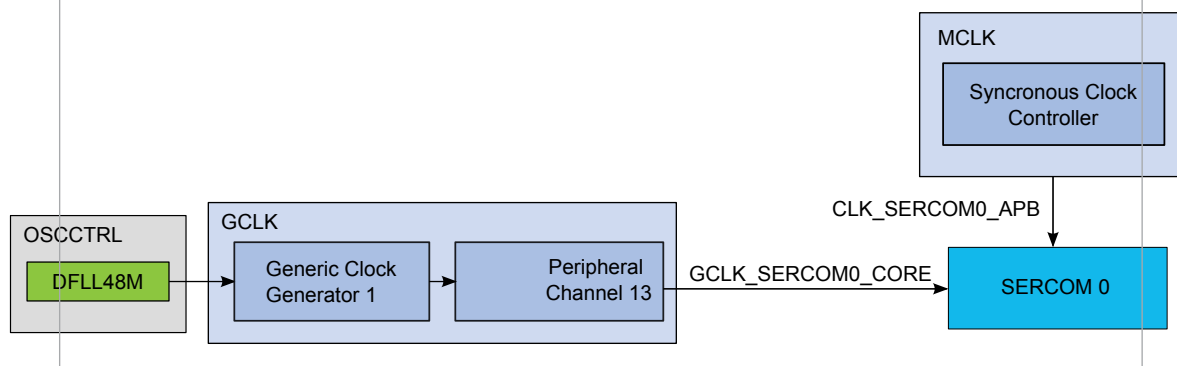 MCLK
Syncronous Clock
Controller
CLK_SERCOM0_APB
OSCCTRL
GCLK
DFLL48M
Generic Clock
Generator 1
Peripheral
Channel 13
GCLK_SERCOM0_CORE
SERCOM 0